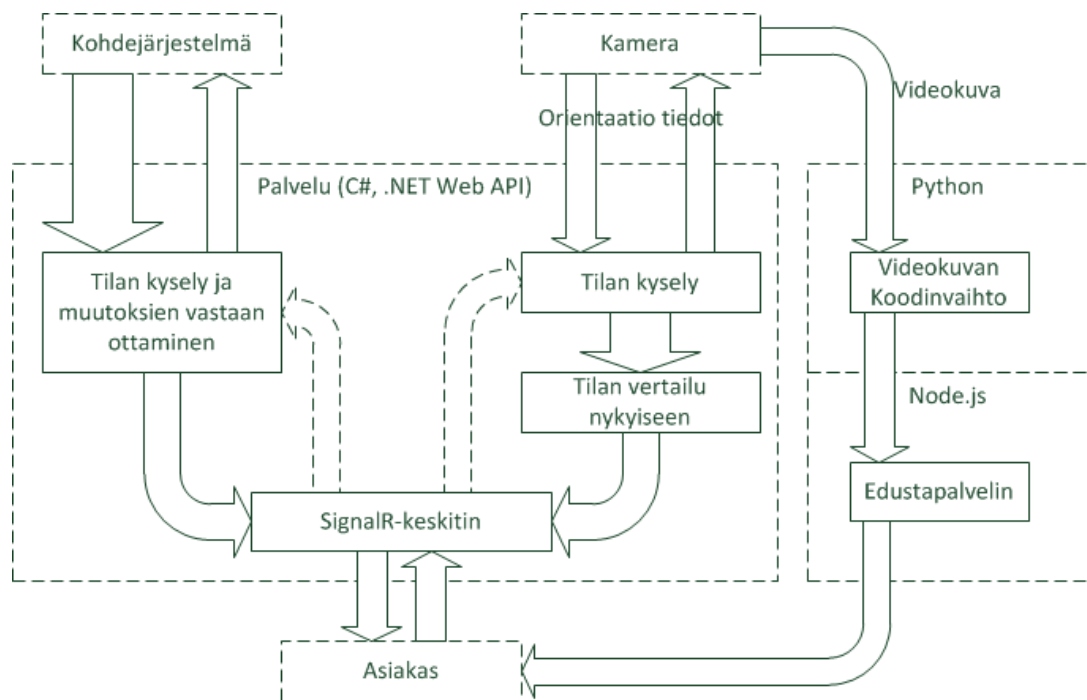 Kohdejärjestelmä
Kamera
Videokuva
Orientaatio tiedot
Palvelu (C#, .NET Web API)
Python
Tilan kysely ja
muutoksien vastaan
ottaminen
Tilan kysely
Videokuvan
Koodinvaihto
Tilan vertailu
nykyiseen
Node.js
Edustapalvelin
SignalR-keskitin
Asiakas